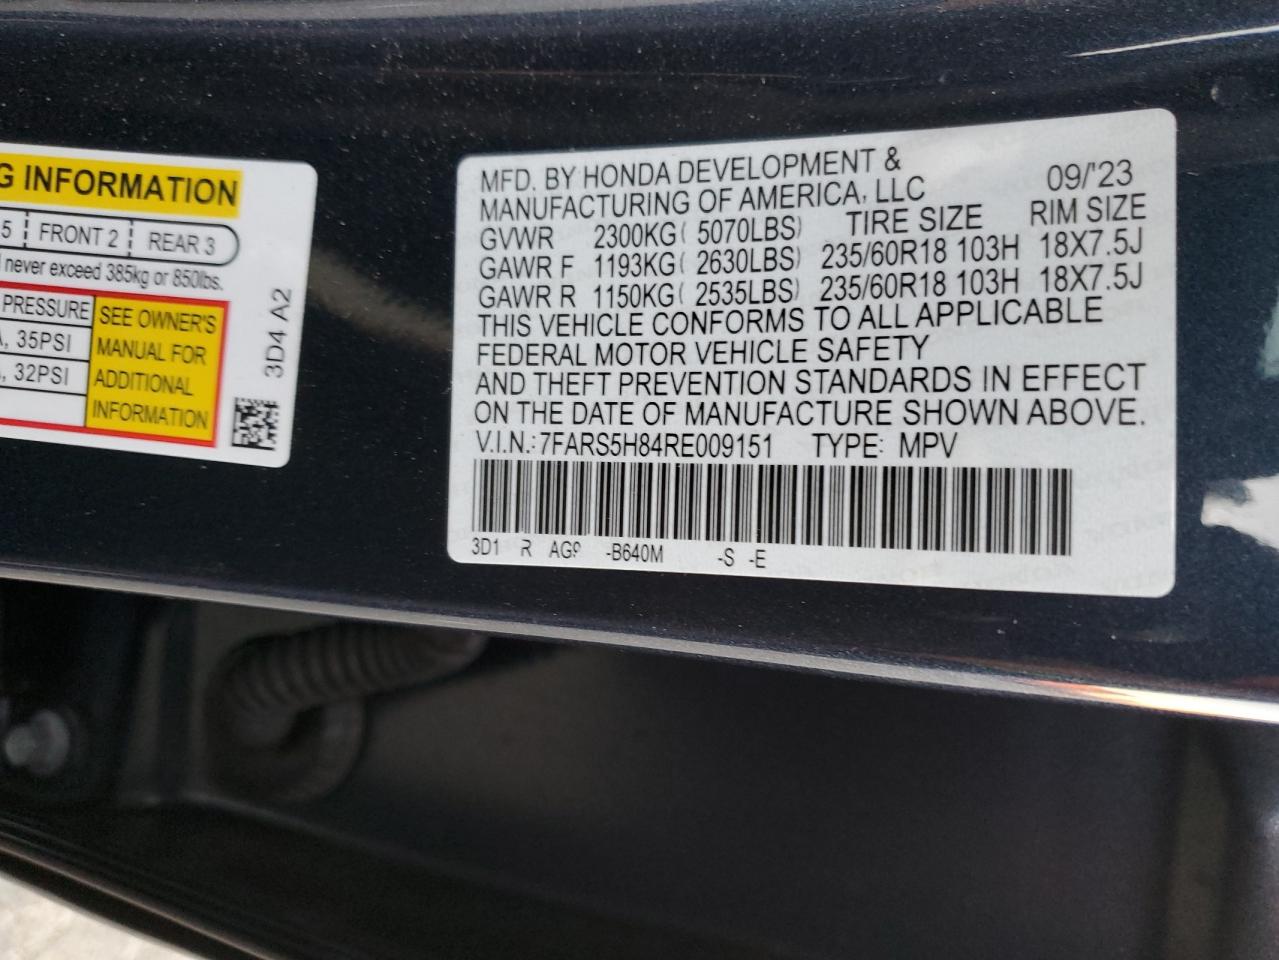 G INFORMATION
5 FRONT 2 REAR 3
never exceed 385kg or 850lbs.
PRESSURE
, 35PSI
, 32PSI
SEE OWNER'S
MANUAL FOR
ADDITIONAL
INFORMATION
3D4 A2
MFD. BY HONDA DEVELOPMENT & 09/'23
MANUFACTURING OF AMERICA, LLC
TIRE SIZE RIM SIZE
GVWR 2300KG( 5070LBS)
GAWR F 1193KG( 2630LBS) 235/60R18 103H 18X7.5J
GAWR R 1150KG( 2535LBS) 235/60R18 103H 18X7.5J
THIS VEHICLE CONFORMS TO ALL APPLICABLE
FEDERAL MOTOR VEHICLE SAFETY
AND THEFT PREVENTION STANDARDS IN EFFECT
ON THE DATE OF MANUFACTURE SHOWN ABOVE.
V.I.N.:7FARS5H84RE009151 TYPE: MPV
3D1 R AG9 -B640M -S -E